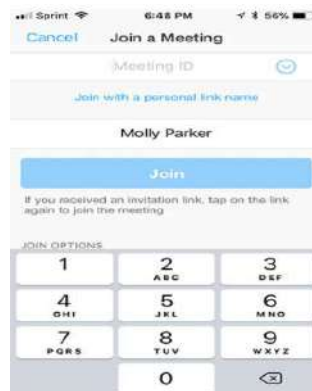 Sprint 6:48 PM 56%
Cancel Join a Meeting
Meeting ID
Join with a personal link name
Molly Parker
Join
If you received an invitation link, tap on the link
again to join the meeting
JOIN OPTIONS
1 2 3
ABC DEF
4 5 6
GHI JKL MNO
7 8 9
PQRS TUV WXYZ
0